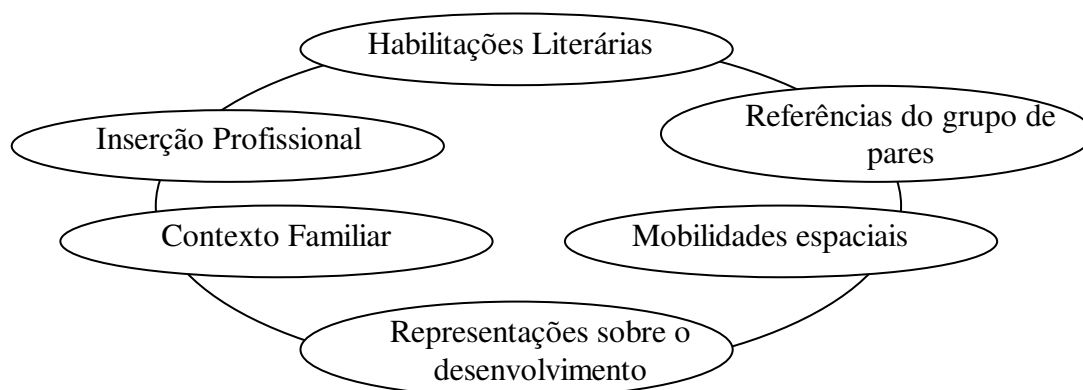 Habilitações Literárias
Inserção Profissional
Referências do grupo de
pares
Contexto Familiar
Mobilidades espaciais
Representações sobre o
desenvolvimento